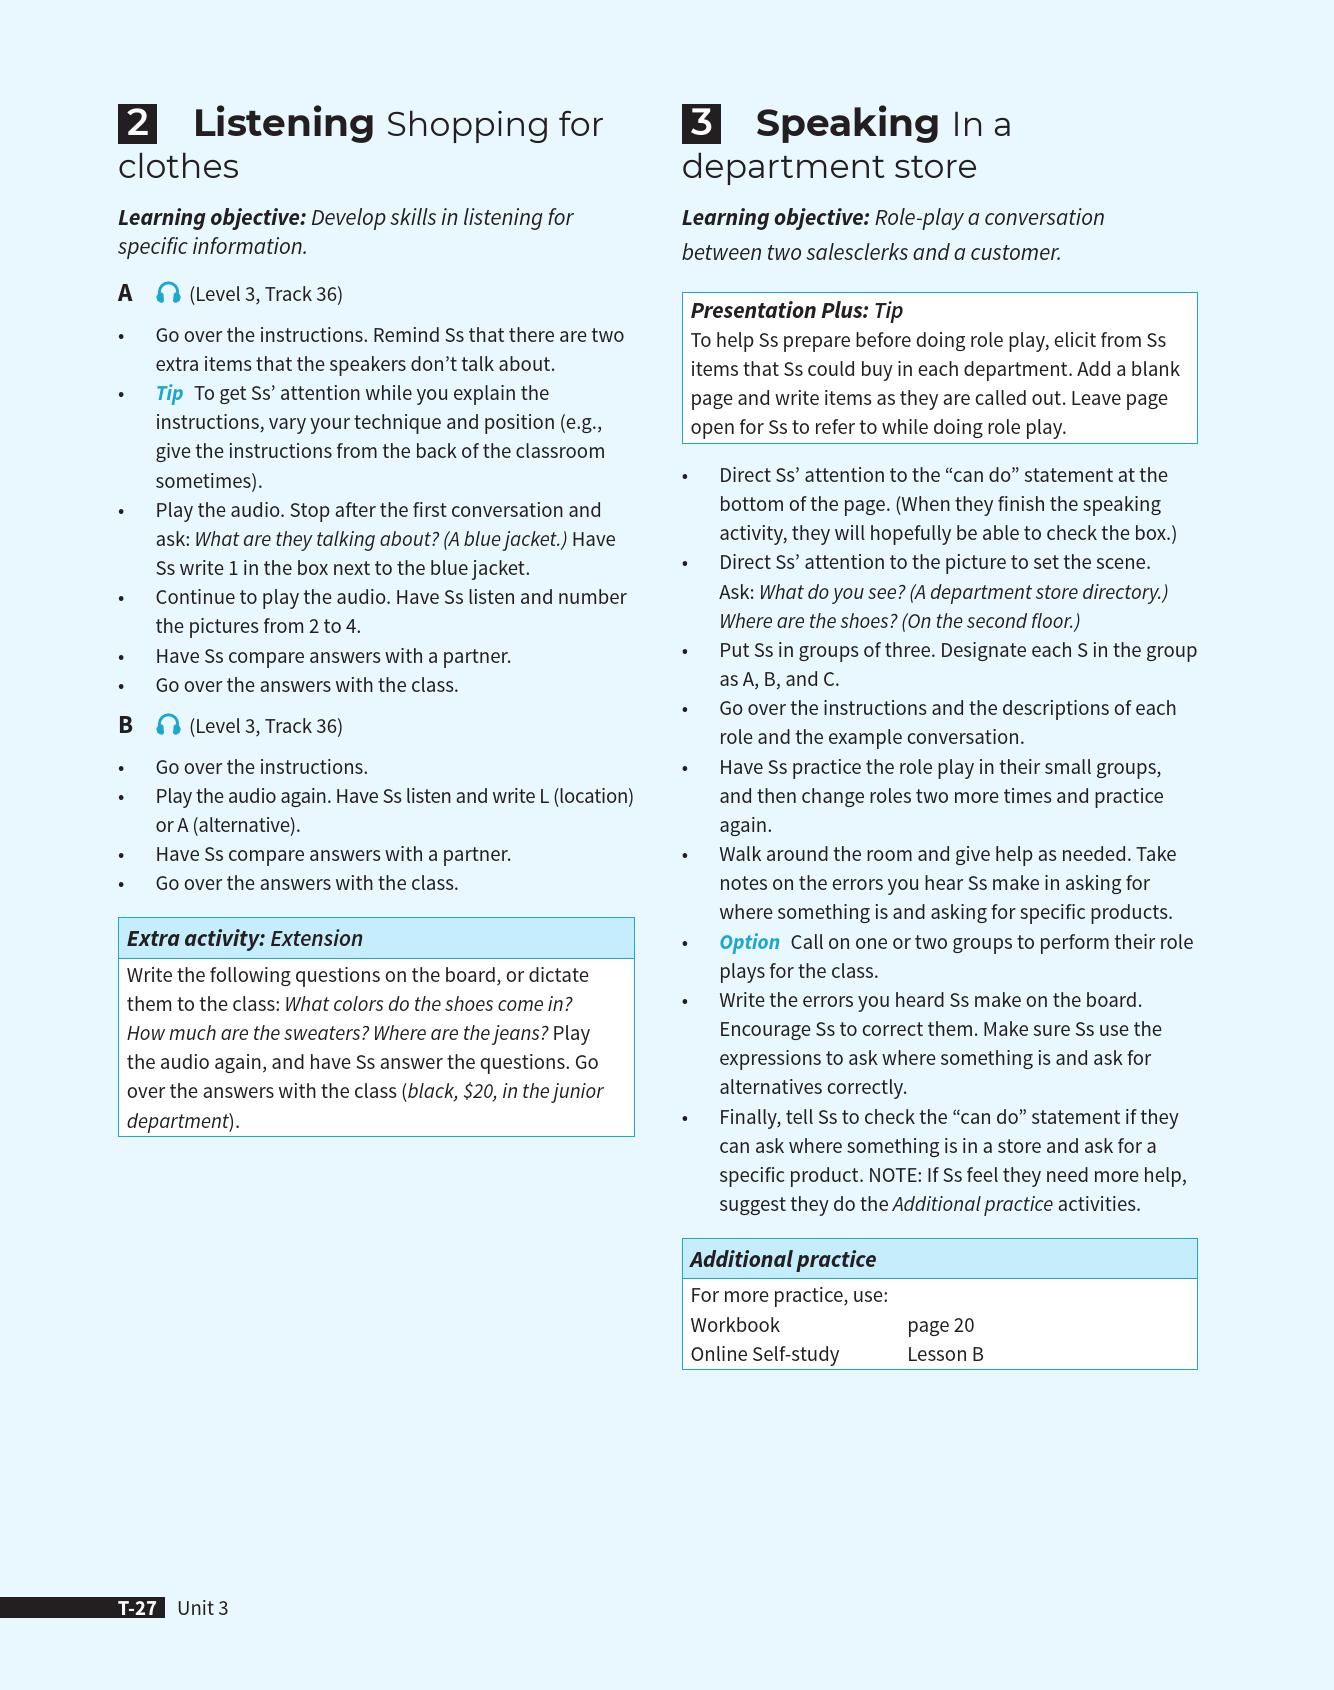 2 Listening Shopping for
clothes
Learning objective: Develop skills in listening for
specific information.
A (Level 3, Track 36)
• Go over the instructions. Remind Ss that there are two
extra items that the speakers don’t talk about.
• Tip To get Ss’ attention while you explain the
instructions, vary your technique and position (e.g.,
give the instructions from the back of the classroom
sometimes).
• Play the audio. Stop after the first conversation and
ask: What are they talking about? (A blue jacket.) Have
Ss write 1 in the box next to the blue jacket.
• Continue to play the audio. Have Ss listen and number
the pictures from 2 to 4.
• Have Ss compare answers with a partner.
• Go over the answers with the class.
B (Level 3, Track 36)
• Go over the instructions.
• Play the audio again. Have Ss listen and write L (location)
or A (alternative).
• Have Ss compare answers with a partner.
• Go over the answers with the class.
Extra activity: Extension
Write the following questions on the board, or dictate
them to the class: What colors do the shoes come in?
How much are the sweaters? Where are the jeans? Play
the audio again, and have Ss answer the questions. Go
over the answers with the class (black, $20, in the junior
department).
3 Speaking In a
department store
Learning objective: Role-play a conversation
between two salesclerks and a customer.
Presentation Plus: Tip
To help Ss prepare before doing role play, elicit from Ss
items that Ss could buy in each department. Add a blank
page and write items as they are called out. Leave page
open for Ss to refer to while doing role play.
• Direct Ss’ attention to the “can do” statement at the
bottom of the page. (When they finish the speaking
activity, they will hopefully be able to check the box.)
• Direct Ss’ attention to the picture to set the scene.
Ask: What do you see? (A department store directory.)
Where are the shoes? (On the second floor.)
• Put Ss in groups of three. Designate each S in the group
as A, B, and C.
• Go over the instructions and the descriptions of each
role and the example conversation.
• Have Ss practice the role play in their small groups,
and then change roles two more times and practice
again.
• Walk around the room and give help as needed. Take
notes on the errors you hear Ss make in asking for
where something is and asking for specific products.
• Option Call on one or two groups to perform their role
plays for the class.
• Write the errors you heard Ss make on the board.
Encourage Ss to correct them. Make sure Ss use the
expressions to ask where something is and ask for
alternatives correctly.
• Finally, tell Ss to check the “can do” statement if they
can ask where something is in a store and ask for a
specific product. NOTE: If Ss feel they need more help,
suggest they do the Additional practice activities.
Additional practice
For more practice, use:
Workbook page 20
Online Self-study Lesson B
T-27 Unit 3